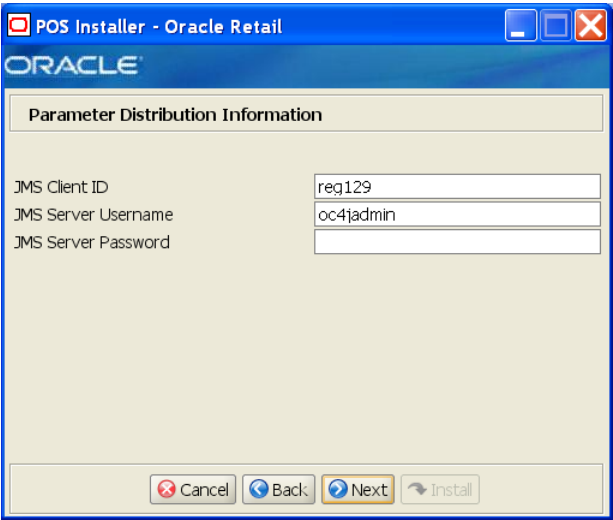 POS Installer - Oracle Retail
ORACLE
Parameter Distribution Information
JMS Client ID reg129
JMS Server Username oc4jadmin
JMS Server Password
Cancel Back Next Install